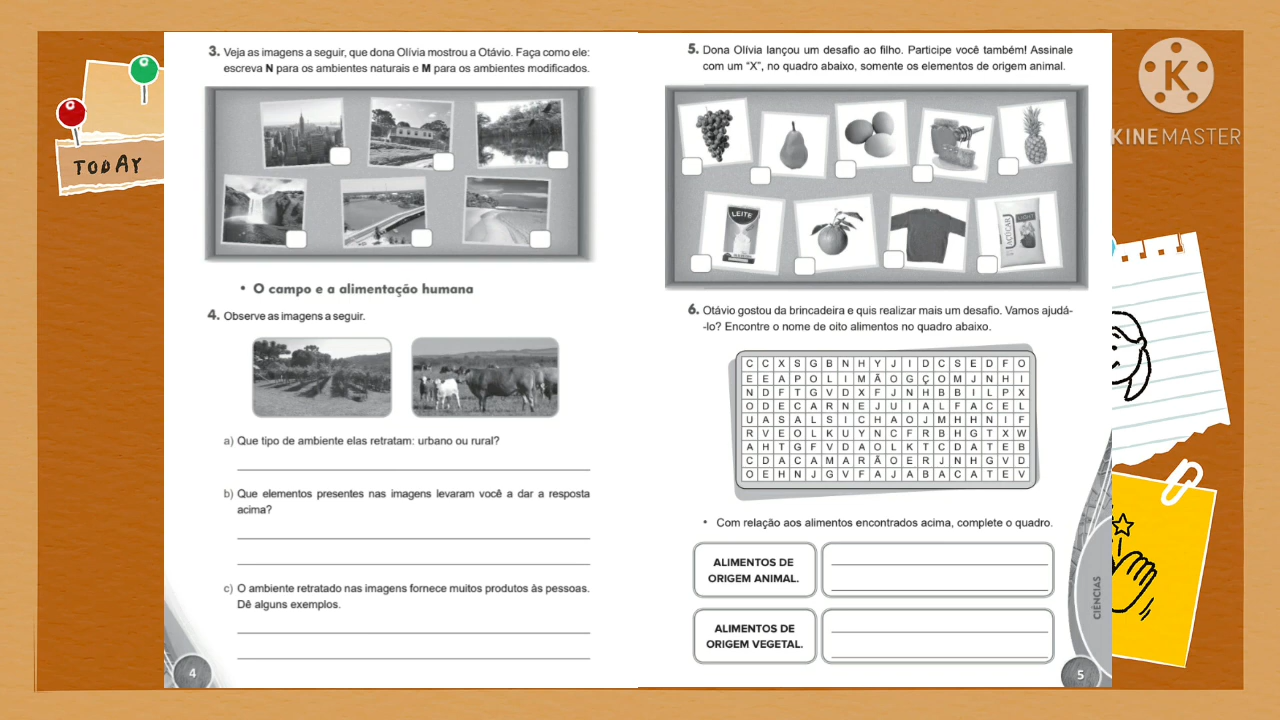 TODAY
KINEMASTER
3. Veja as imagens a seguir, que dona Olívia mostrou a Otávio. Faça como ele:
escreva N para os ambientes naturais e M para os ambientes modificados.
• O campo e a alimentação humana
4. Observe as imagens a seguir.
a) Que tipo de ambiente elas retratam: urbano ou rural?
b) Que elementos presentes nas imagens levaram você a dar a resposta
acima?
c) O ambiente retratado nas imagens fornece muitos produtos às pessoas.
Dê alguns exemplos.
4
5. Dona Olívia lançou um desafio ao filho. Participe você também! Assinale
com um “X”, no quadro abaixo, somente os elementos de origem animal.
LEITE
LIGHT
6. Otávio gostou da brincadeira e quis realizar mais um desafio. Vamos ajudá-
-lo? Encontre o nome de oito alimentos no quadro abaixo.
C C X S G B N H Y J I D C S E D F O
E E A P O L I M Ã O G Ç O M J N H I
N D F T G V D X F J N H B B I L P X
O D E C A R N E J U I A L F A C E L
U A S A L S I C H A O J M H H N I F
R V E O L K U Y N C F R B H G T X W
A H T G F V D A O L K T C D A T E B
C D A C A M A R Ã O E R J N H G V D
O E H N J G V F A J A B A C A T E V
• Com relação aos alimentos encontrados acima, complete o quadro.
ALIMENTOS DE
ORIGEM ANIMAL.
ALIMENTOS DE
ORIGEM VEGETAL.
CIÊNCIAS
5